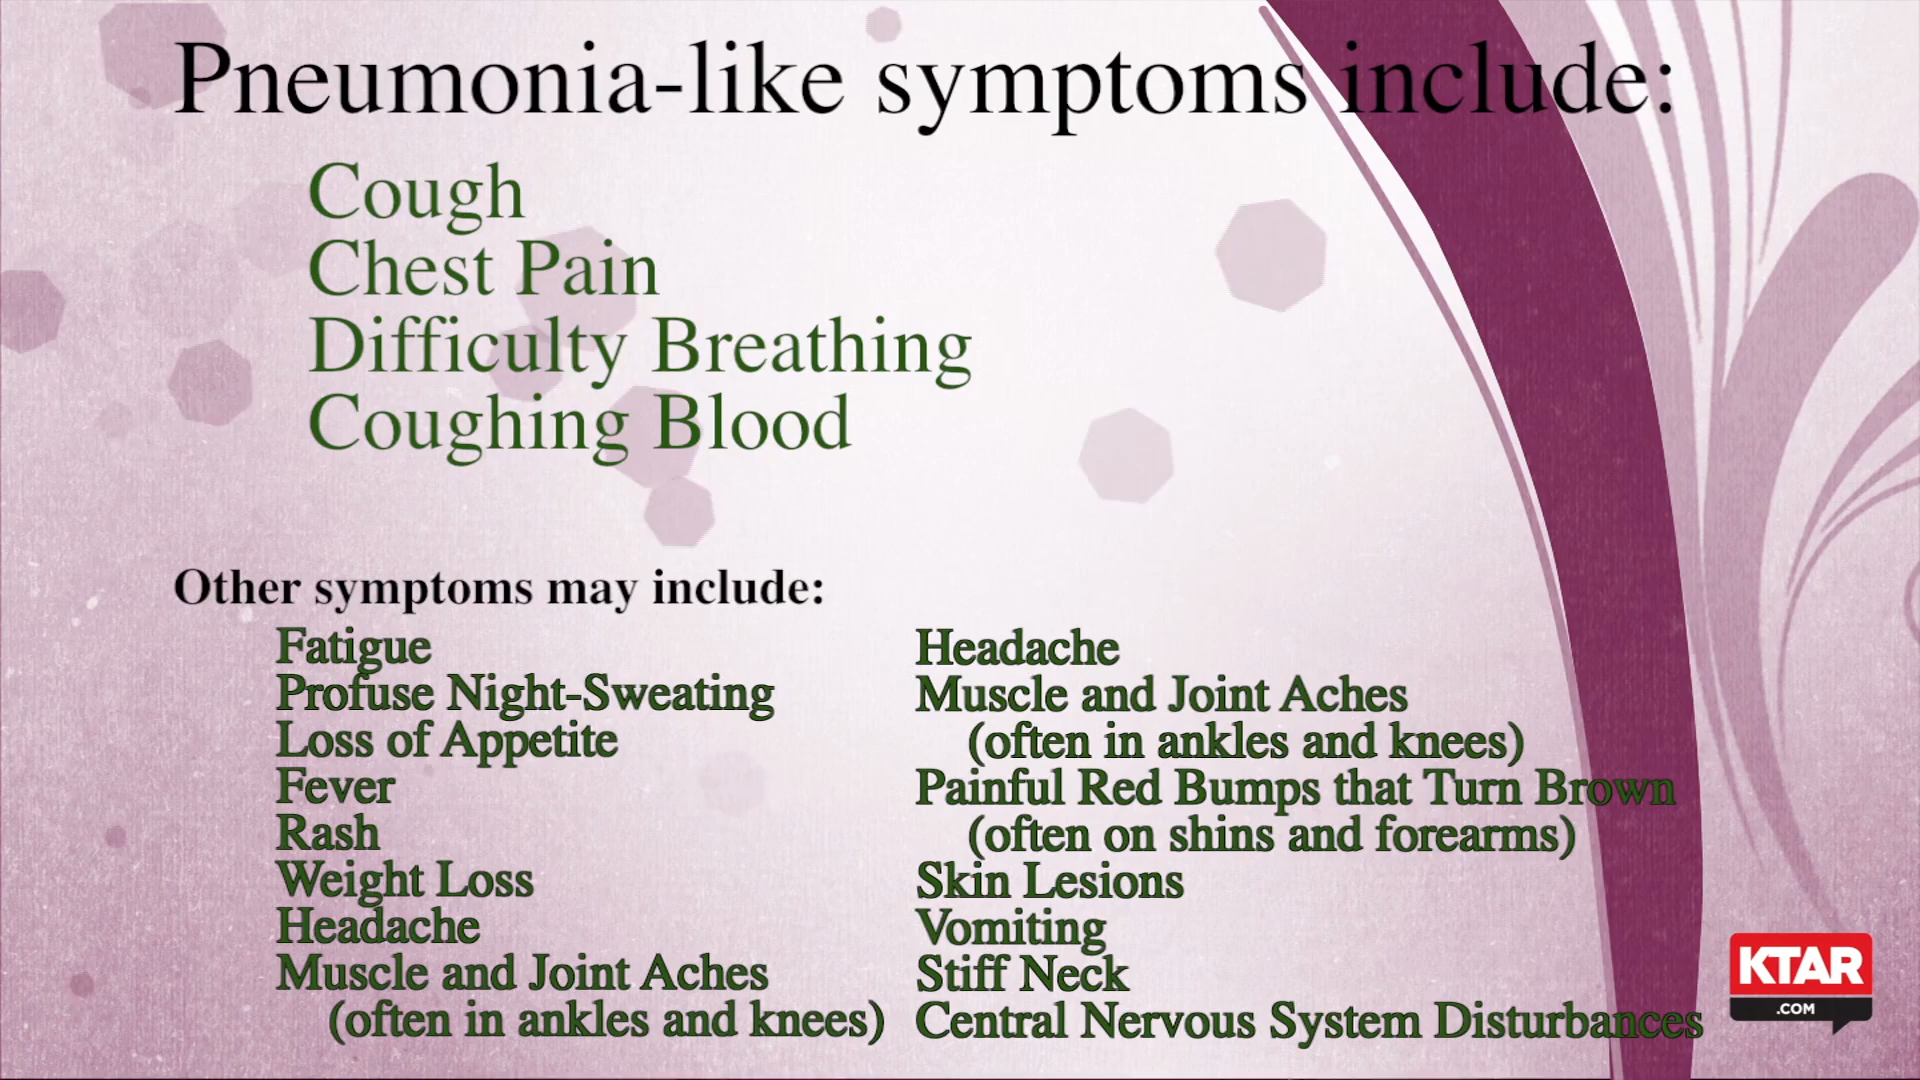 Pneumonia-like symptoms include:
Cough
Chest Pain
Difficulty Breathing
Coughing Blood
Other symptoms may include:
Fatigue
Profuse Night-Sweating
Loss of Appetite
Fever
Rash
Weight Loss
Headache
Muscle and Joint Aches
(often in ankles and knees)
Headache
Muscle and Joint Aches
(often in ankles and knees)
Painful Red Bumps that Turn Brown
(often on shins and forearms)
Skin Lesions
Vomiting
Stiff Neck
Central Nervous System Disturbances
KTAR
.COM